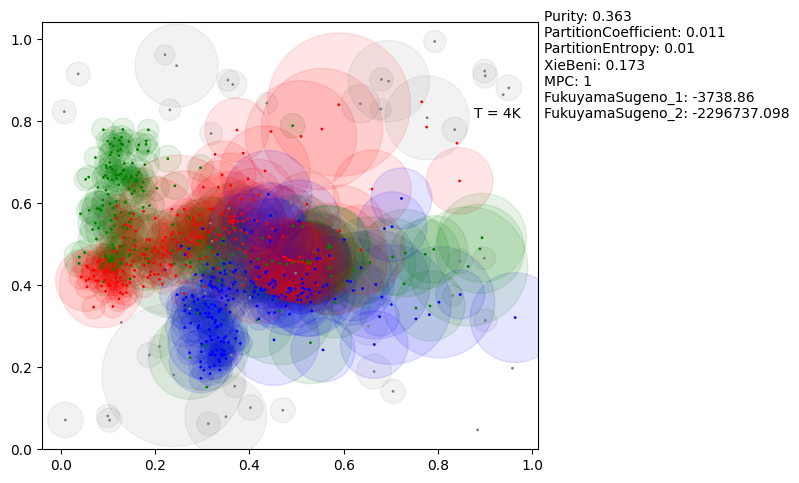 Purity: 0.363
PartitionCoefficient: 0.011
PartitionEntropy: 0.01
XieBeni: 0.173
MPC: 1
FukuyamaSugeno_1: -3738.86
FukuyamaSugeno_2: -2296737.098
T = 4K
1.0
0.8
0.6
0.4
0.2
0.0
0.0 0.2 0.4 0.6 0.8 1.0